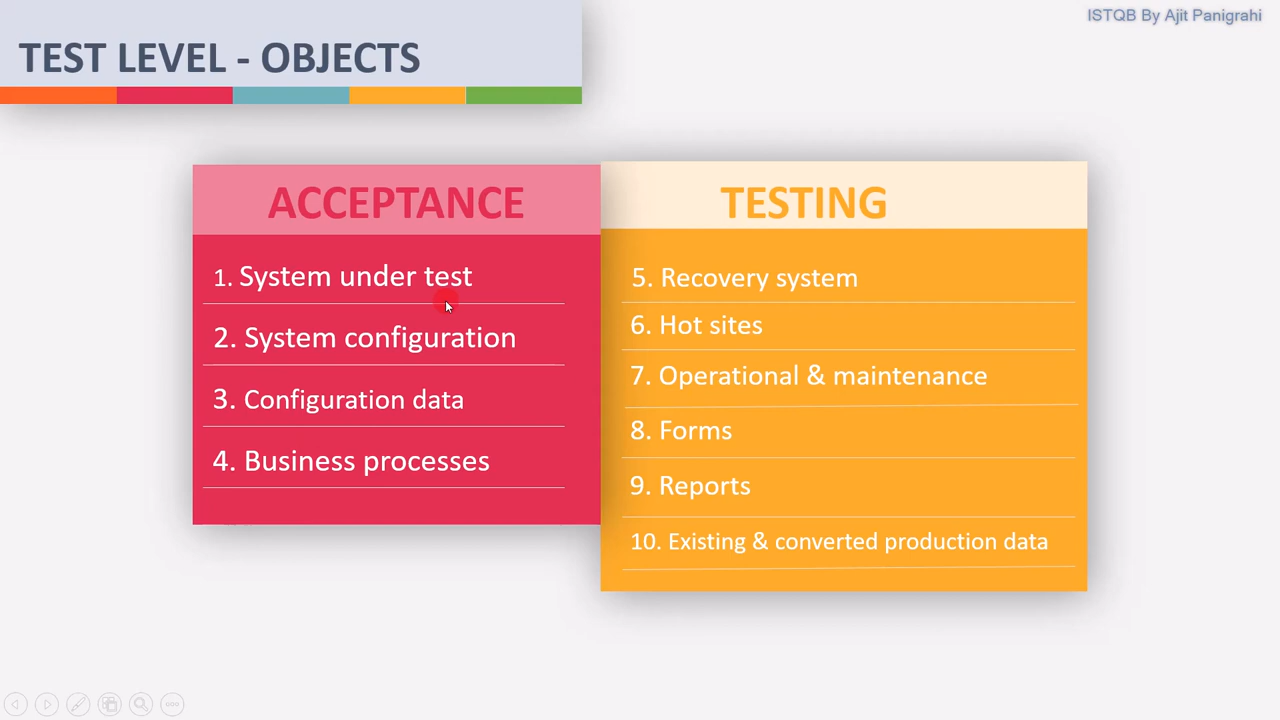 ISTQB By Ajit Panigrahi
TEST LEVEL - OBJECTS
ACCEPTANCE
1. System under test
2. System configuration
3. Configuration data
4. Business processes
TESTING
5. Recovery system
6. Hot sites
7. Operational & maintenance
8. Forms
9. Reports
10. Existing & converted production data